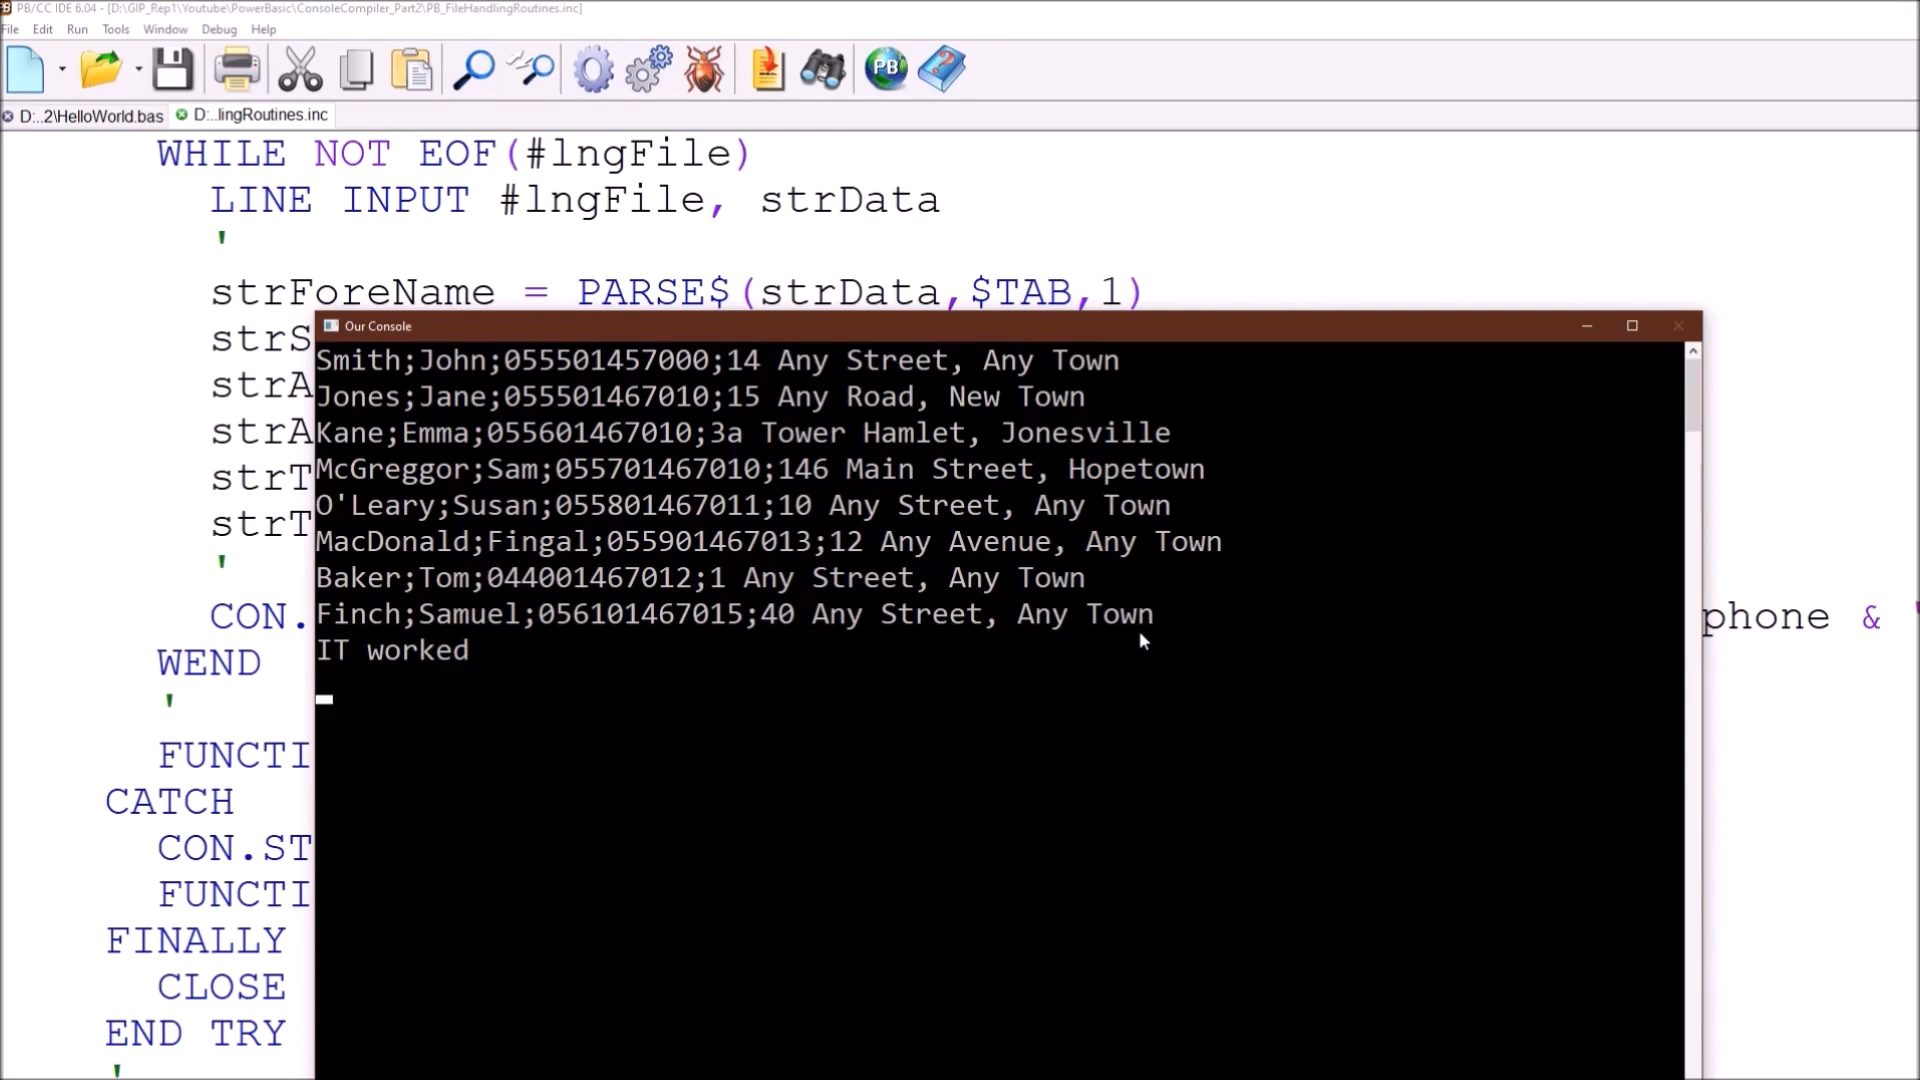 PB/CC IDE 6.04 - [D:\GIP_Rep1\Youtube\PowerBasic\ConsoleCompiler_Part2\PB_FileHandlingRoutines.inc]
File Edit Run Tools Window Debug Help
PB
D:..2\HelloWorld.bas D:..lingRoutines.inc
WHILE NOT EOF(#lngFile)
LINE INPUT #lngFile, strData
'
strForeName = PARSE$(strData,$TAB,1)
strS
strA
strA
strT
strT
'
CON.
phone & "
WEND
'
FUNCTI
CATCH
CON.ST
FUNCTI
FINALLY
CLOSE
END TRY
'
Our Console
Smith;John;055501457000;14 Any Street, Any Town
Jones;Jane;055501467010;15 Any Road, New Town
Kane;Emma;055601467010;3a Tower Hamlet, Jonesville
McGreggor;Sam;055701467010;146 Main Street, Hopetown
O'Leary;Susan;055801467011;10 Any Street, Any Town
MacDonald;Fingal;055901467013;12 Any Avenue, Any Town
Baker;Tom;044001467012;1 Any Street, Any Town
Finch;Samuel;056101467015;40 Any Street, Any Town
IT worked